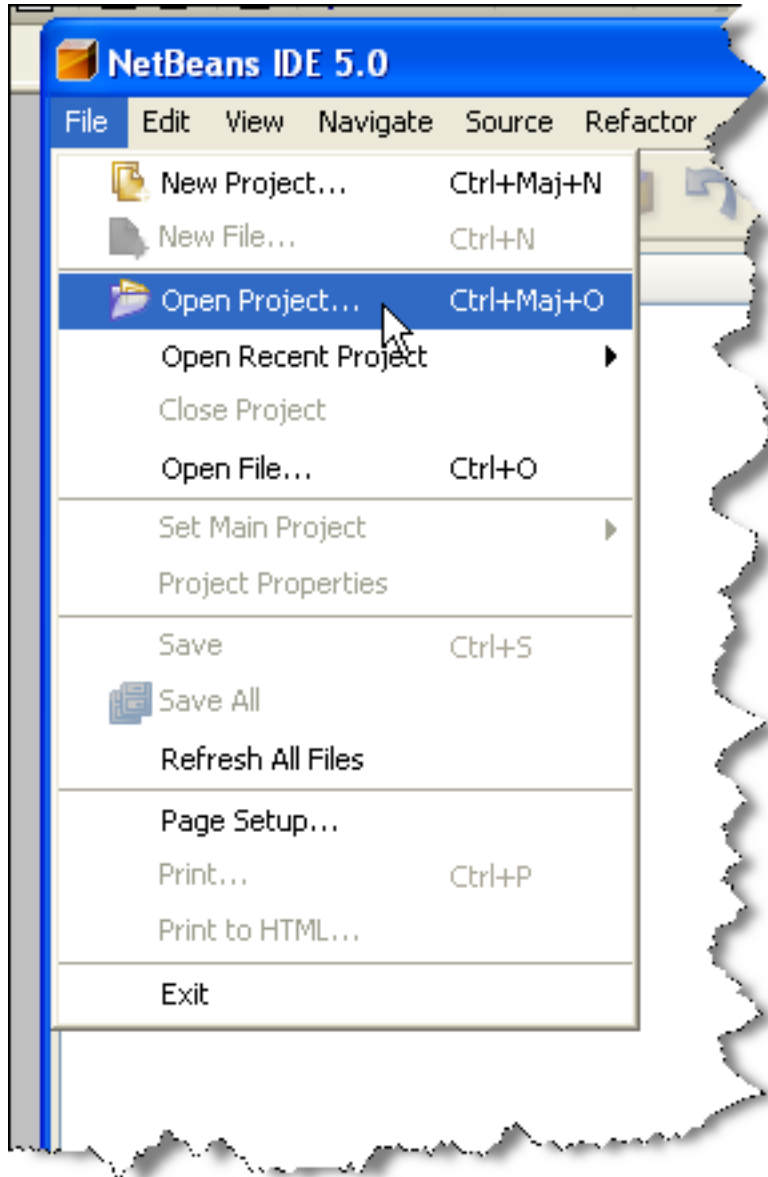 NetBeans IDE 5.0
File Edit View Navigate Source Refactor
New Project... Ctrl+Maj+N
New File... Ctrl+N
Open Project... Ctrl+Maj+O
Open Recent Project
Close Project
Open File... Ctrl+O
Set Main Project
Project Properties
Save Ctrl+S
Save All
Refresh All Files
Page Setup...
Print... Ctrl+P
Print to HTML...
Exit